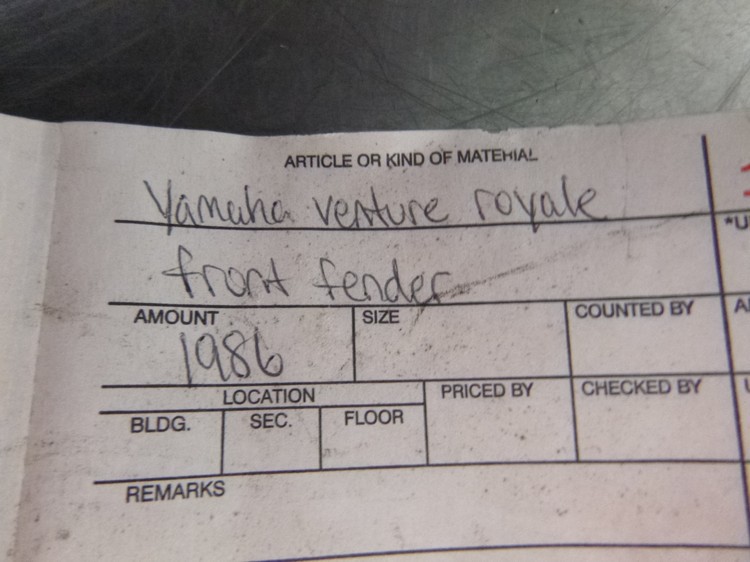 ARTICLE OR KIND OF MATERIAL
Yamaha venture royale
*U
front fender
AMOUNT SIZE COUNTED BY A
1986
LOCATION PRICED BY CHECKED BY
BLDG. SEC. FLOOR
REMARKS